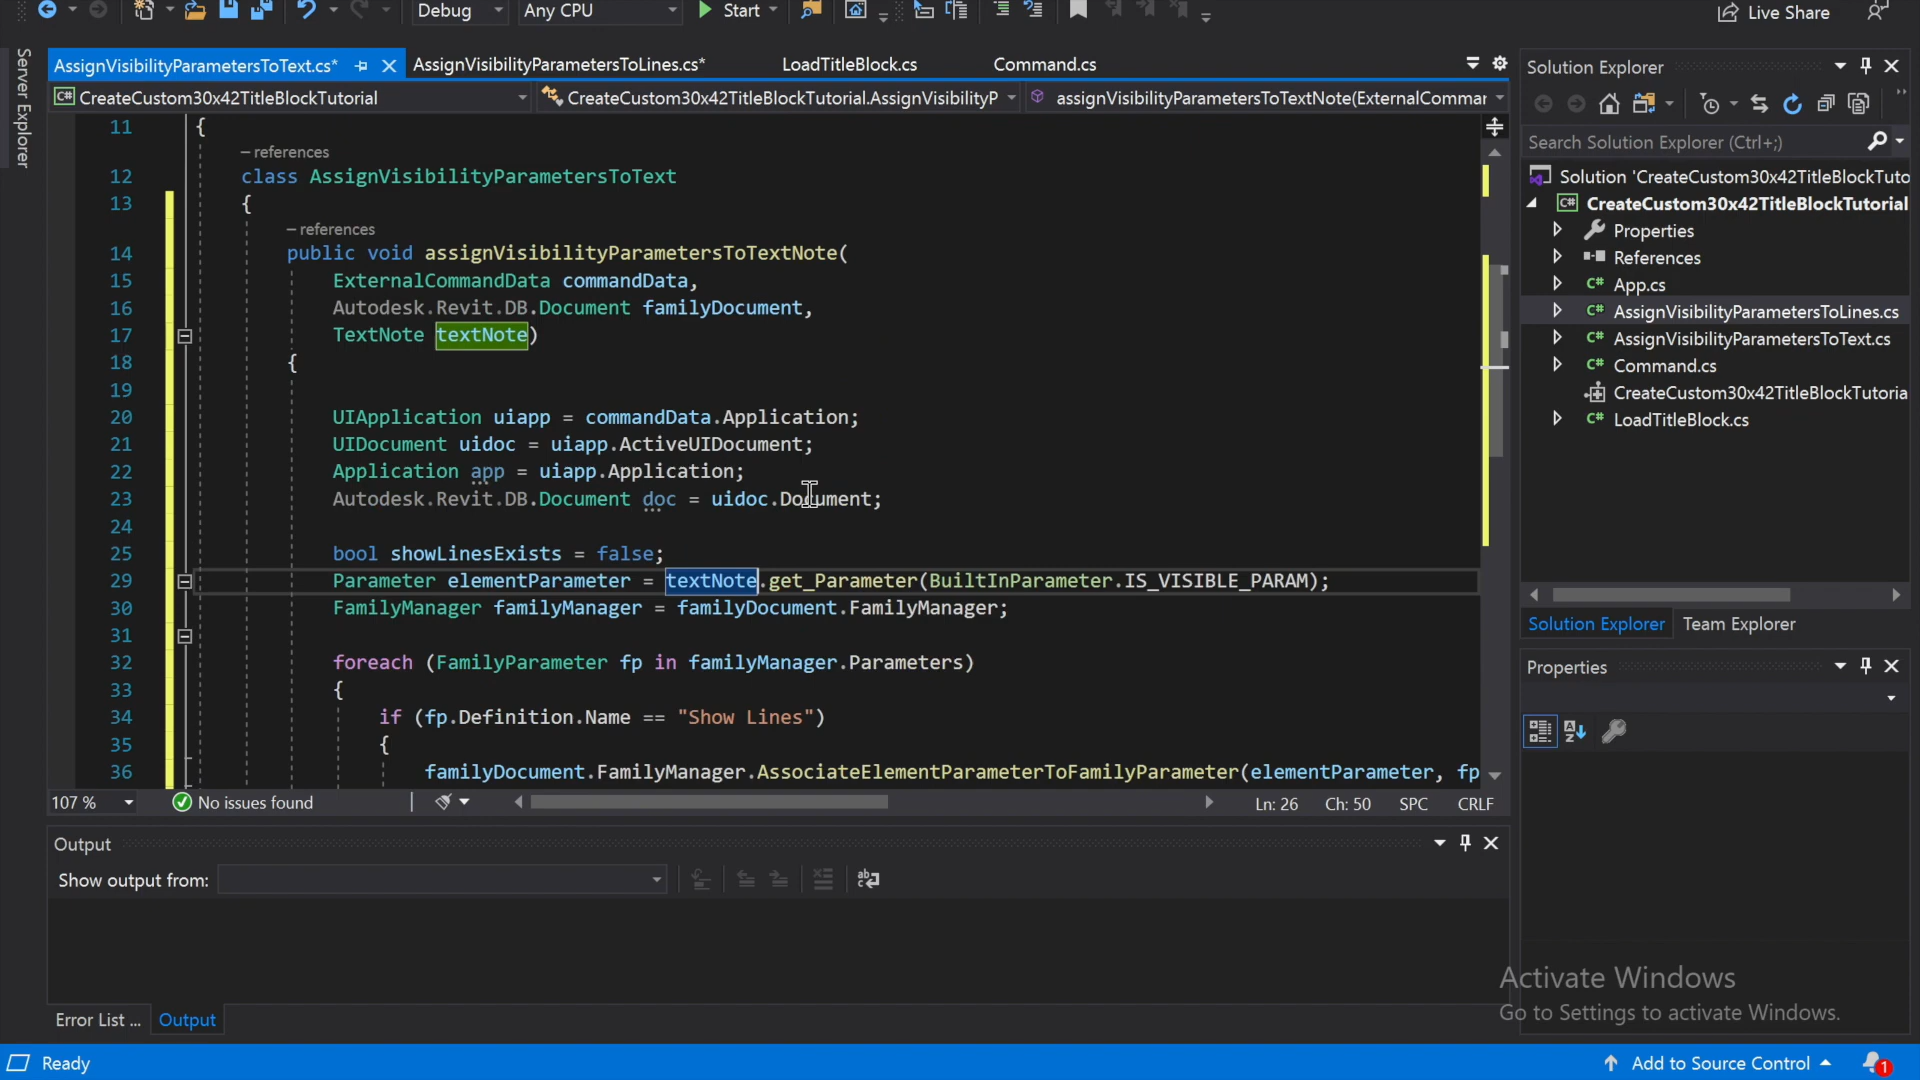 Debug Any CPU Start Live Share
Server Explorer
AssignVisibilityParametersToText.cs* AssignVisibilityParametersToLines.cs* LoadTitleBlock.cs Command.cs
CreateCustom30x42TitleBlockTutorial CreateCustom30x42TitleBlockTutorial.AssignVisibilityP assignVisibilityParametersToTextNote(ExternalCommar
11 {
– references
12 class AssignVisibilityParametersToText
13 {
– references
14 public void assignVisibilityParametersToTextNote(
15 ExternalCommandData commandData,
16 Autodesk.Revit.DB.Document familyDocument,
17 TextNote textNote)
18 {
19
20 UIApplication uiapp = commandData.Application;
21 UIDocument uidoc = uiapp.ActiveUIDocument;
22 Application app = uiapp.Application;
23 Autodesk.Revit.DB.Document doc = uidoc.Document;
24
25 bool showLinesExists = false;
29 Parameter elementParameter = textNote.get_Parameter(BuiltInParameter.IS_VISIBLE_PARAM);
30 FamilyManager familyManager = familyDocument.FamilyManager;
31
32 foreach (FamilyParameter fp in familyManager.Parameters)
33 {
34 if (fp.Definition.Name == "Show Lines")
35 {
36 familyDocument.FamilyManager.AssociateElementParameterToFamilyParameter(elementParameter, fp
107 % No issues found Ln: 26 Ch: 50 SPC CRLF
Output
Show output from:
Error List ... Output
Solution Explorer
Search Solution Explorer (Ctrl+;)
Solution 'CreateCustom30x42TitleBlockTuto
C# CreateCustom30x42TitleBlockTutorial
Properties
References
C# App.cs
C# AssignVisibilityParametersToLines.cs
C# AssignVisibilityParametersToText.cs
C# Command.cs
CreateCustom30x42TitleBlockTutoria
C# LoadTitleBlock.cs
Solution Explorer Team Explorer
Properties
Activate Windows
Go to Settings to activate Windows.
Ready Add to Source Control 1